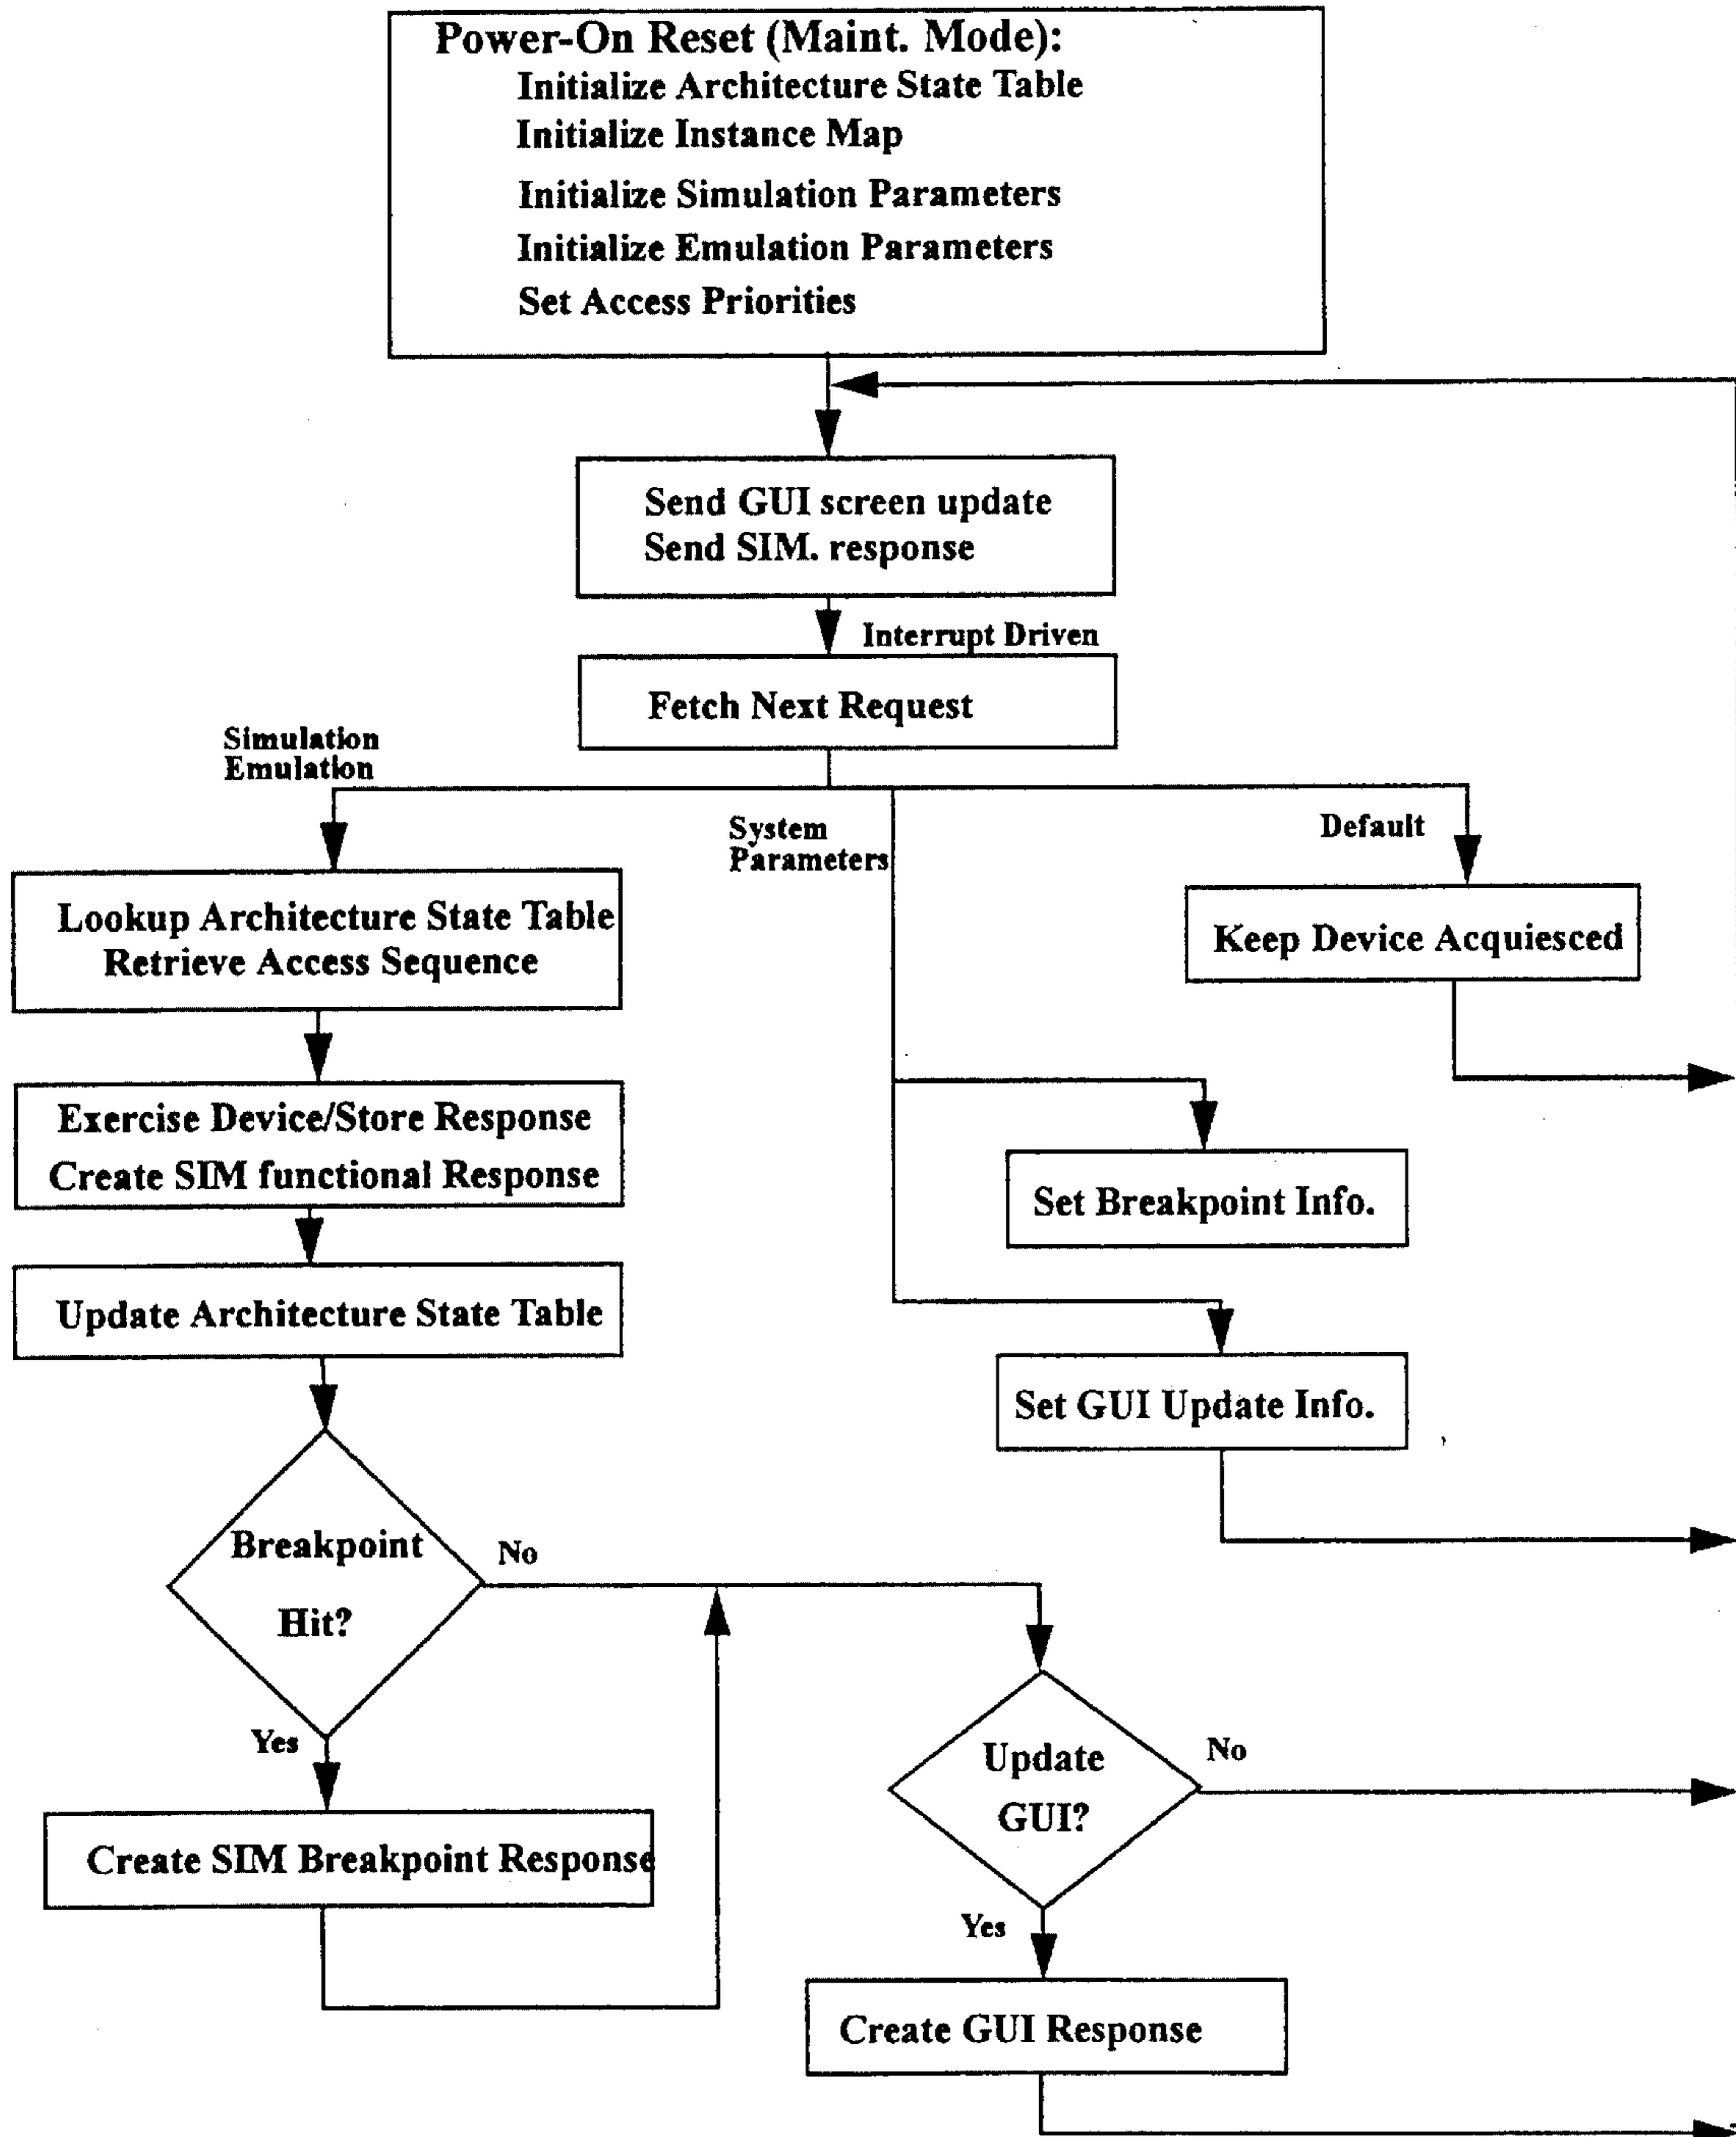 Power-On Reset (Maint. Mode):
Initialize Architecture State Table
Initialize Instance Map
Initialize Simulation Parameters
Initialize Emulation Parameters
Set Access Priorities
Send GUI screen update
Send SIM. response
Interrupt Driven
Fetch Next Request
Simulation
Emulation
System
Parameters
Default
Lookup Architecture State Table
Retrieve Access Sequence
Keep Device Acquiesced
Exercise Device/Store Response
Create SIM functional Response
Set Breakpoint Info.
Update Architecture State Table
Set GUI Update Info.
Breakpoint
Hit?
No
Yes
Update
GUI?
No
Create SIM Breakpoint Response
Yes
Create GUI Response